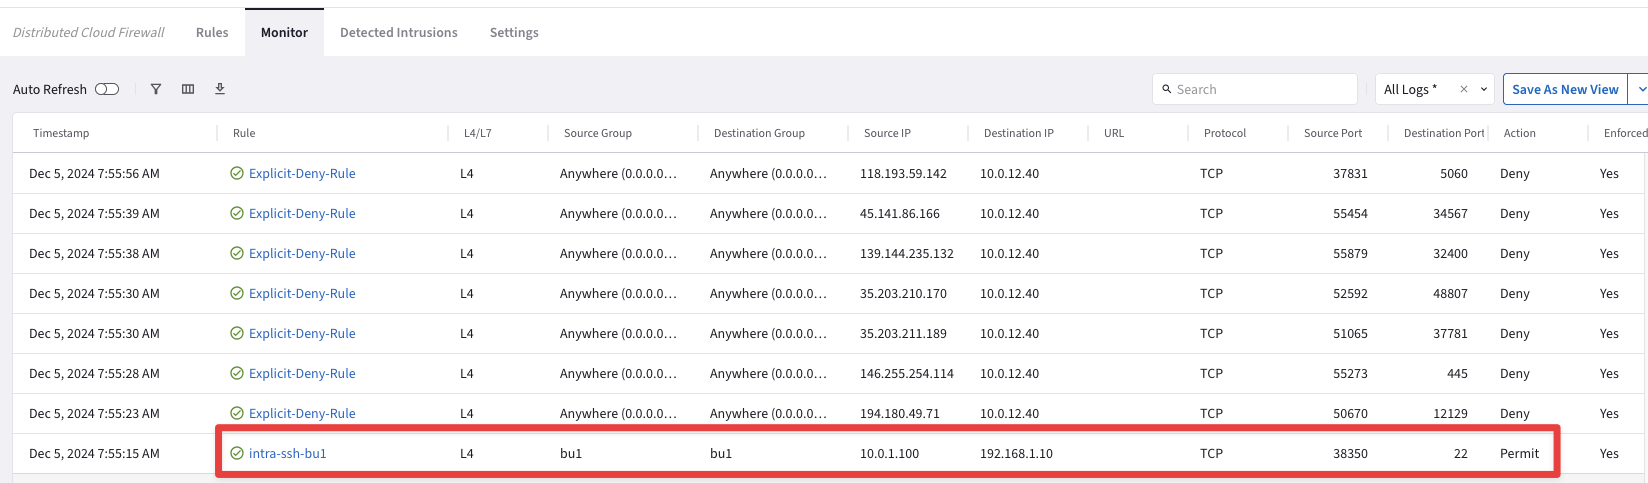 Distributed Cloud Firewall Rules Monitor Detected Intrusions Settings
Auto Refresh Search All Logs * Save As New View
Timestamp Rule L4/L7 Source Group Destination Group Source IP Destination IP URL Protocol Source Port Destination Port Action Enforced
Dec 5, 2024 7:55:56 AM Explicit-Deny-Rule L4 Anywhere (0.0.0.0... Anywhere (0.0.0.0... 118.193.59.142 10.0.12.40 TCP 37831 5060 Deny Yes
Dec 5, 2024 7:55:39 AM Explicit-Deny-Rule L4 Anywhere (0.0.0.0... Anywhere (0.0.0.0... 45.141.86.166 10.0.12.40 TCP 55454 34567 Deny Yes
Dec 5, 2024 7:55:38 AM Explicit-Deny-Rule L4 Anywhere (0.0.0.0... Anywhere (0.0.0.0... 139.144.235.132 10.0.12.40 TCP 55879 32400 Deny Yes
Dec 5, 2024 7:55:30 AM Explicit-Deny-Rule L4 Anywhere (0.0.0.0... Anywhere (0.0.0.0... 35.203.210.170 10.0.12.40 TCP 52592 48807 Deny Yes
Dec 5, 2024 7:55:30 AM Explicit-Deny-Rule L4 Anywhere (0.0.0.0... Anywhere (0.0.0.0... 35.203.211.189 10.0.12.40 TCP 51065 37781 Deny Yes
Dec 5, 2024 7:55:28 AM Explicit-Deny-Rule L4 Anywhere (0.0.0.0... Anywhere (0.0.0.0... 146.255.254.114 10.0.12.40 TCP 55273 445 Deny Yes
Dec 5, 2024 7:55:23 AM Explicit-Deny-Rule L4 Anywhere (0.0.0.0... Anywhere (0.0.0.0... 194.180.49.71 10.0.12.40 TCP 50670 12129 Deny Yes
Dec 5, 2024 7:55:15 AM intra-ssh-bu1 L4 bu1 bu1 10.0.1.100 192.168.1.10 TCP 38350 22 Permit Yes